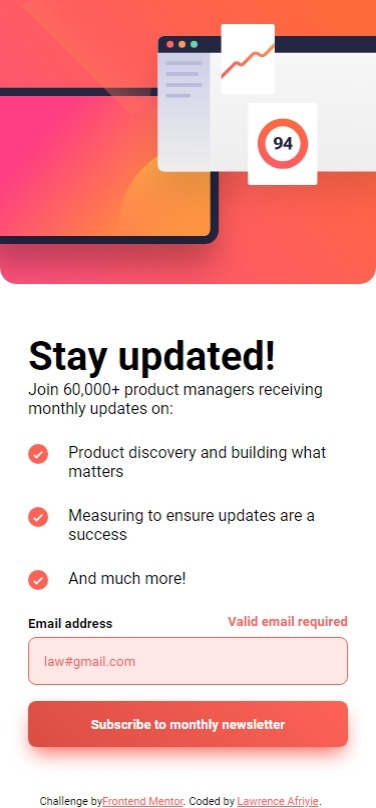 94
Stay updated!
Join 60,000+ product managers receiving
monthly updates on:
Product discovery and building what
matters
Measuring to ensure updates are a
success
And much more!
Email address
Valid email required
law#gmail.com
Subscribe to monthly newsletter
Challenge byFrontend Mentor. Coded by Lawrence Afriyie.